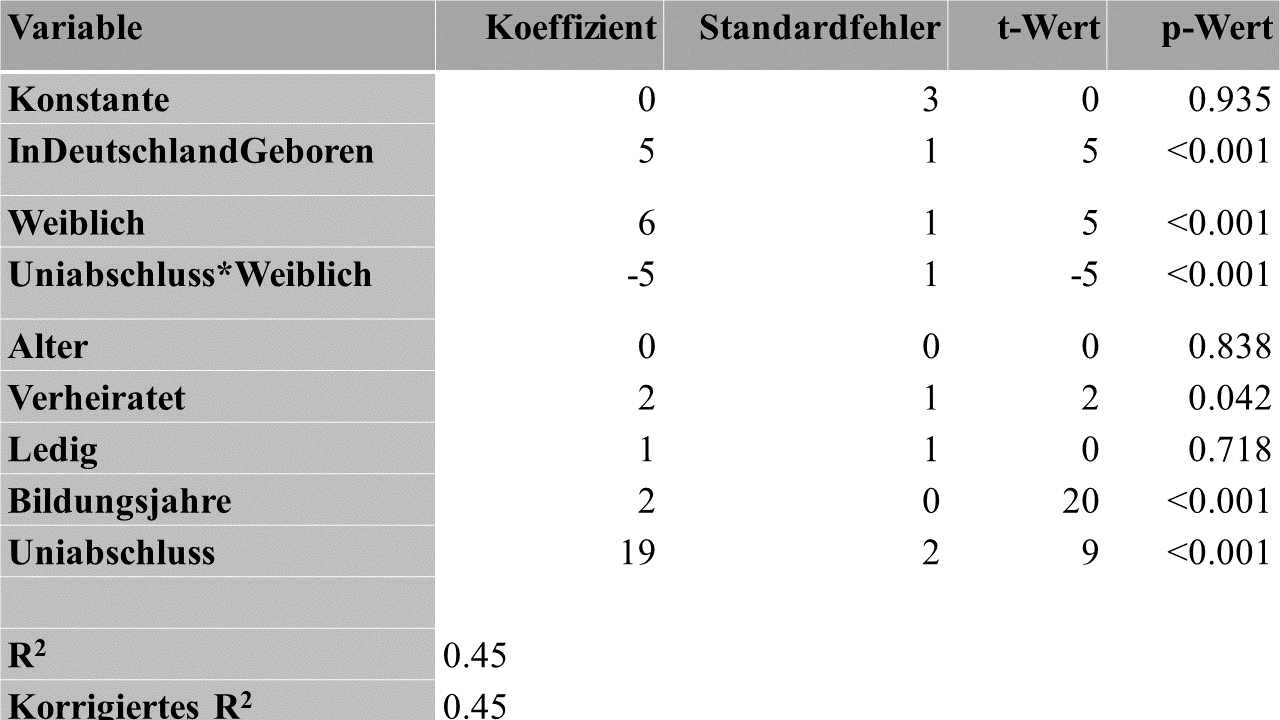 Variable Koeffizient Standardfehler t-Wert p-Wert
Konstante 0 3 0 0.935
InDeutschlandGeboren 5 1 5 <0.001
Weiblich 6 1 5 <0.001
Uniabschluss*Weiblich -5 1 -5 <0.001
Alter 0 0 0 0.838
Verheiratet 2 1 2 0.042
Ledig 1 1 0 0.718
Bildungsjahre 2 0 20 <0.001
Uniabschluss 19 2 9 <0.001
R² 0.45
Korrigiertes R² 0.45